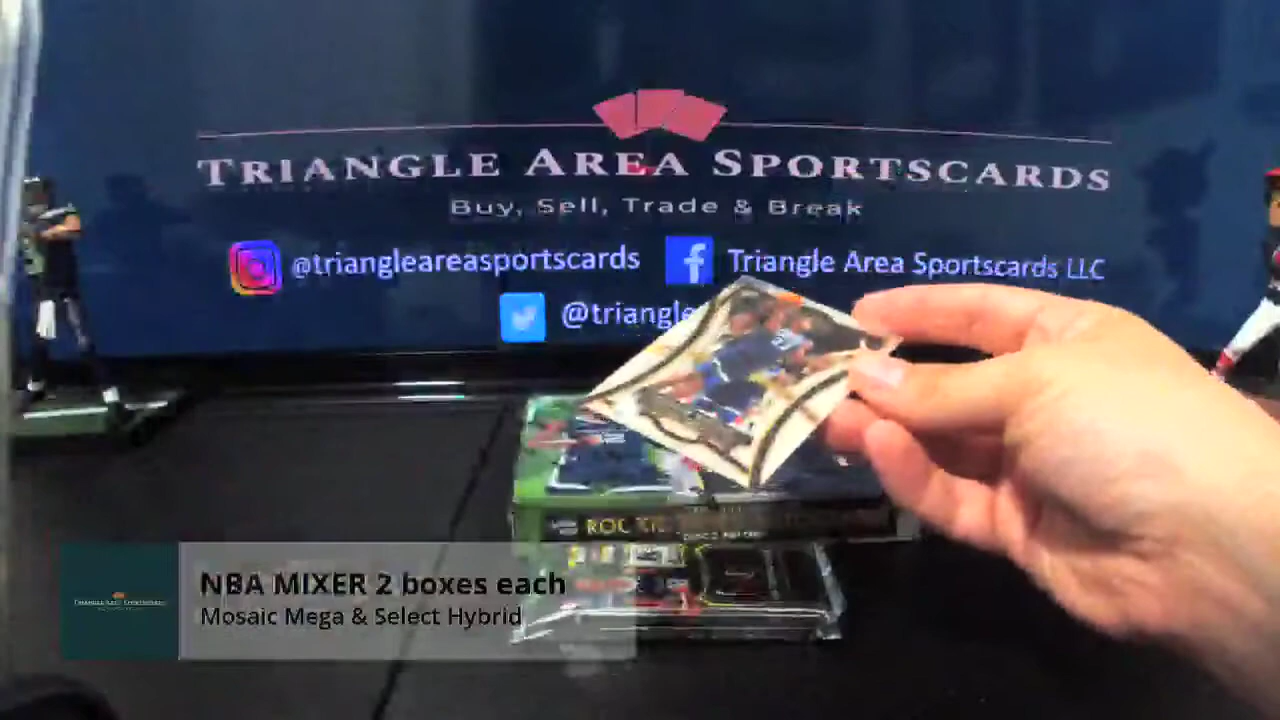 TRIANGLE AREA SPORTSCARDS
Buy, Sell, Trade & Break
@triangleareasportscards
Triangle Area Sportscards LLC
@triangle
NBA MIXER 2 boxes each
Mosaic Mega & Select Hybrid